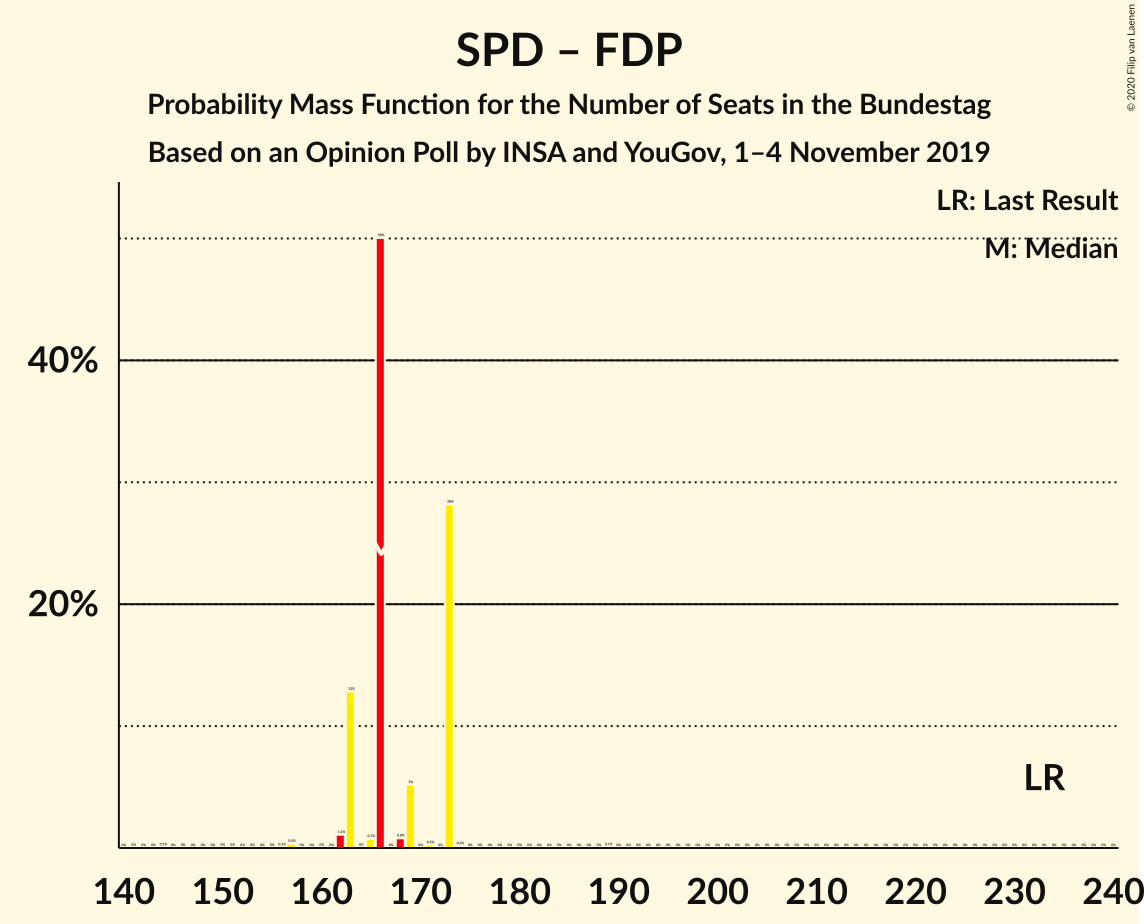 SPD – FDP
Probability Mass Function for the Number of Seats in the Bundestag
Based on an Opinion Poll by INSA and YouGov, 1–4 November 2019
© 2020 Filip van Laenen
LR: Last Result
M: Median
40%
20%
LR
140 150 160 170 180 190 200 210 220 230 240